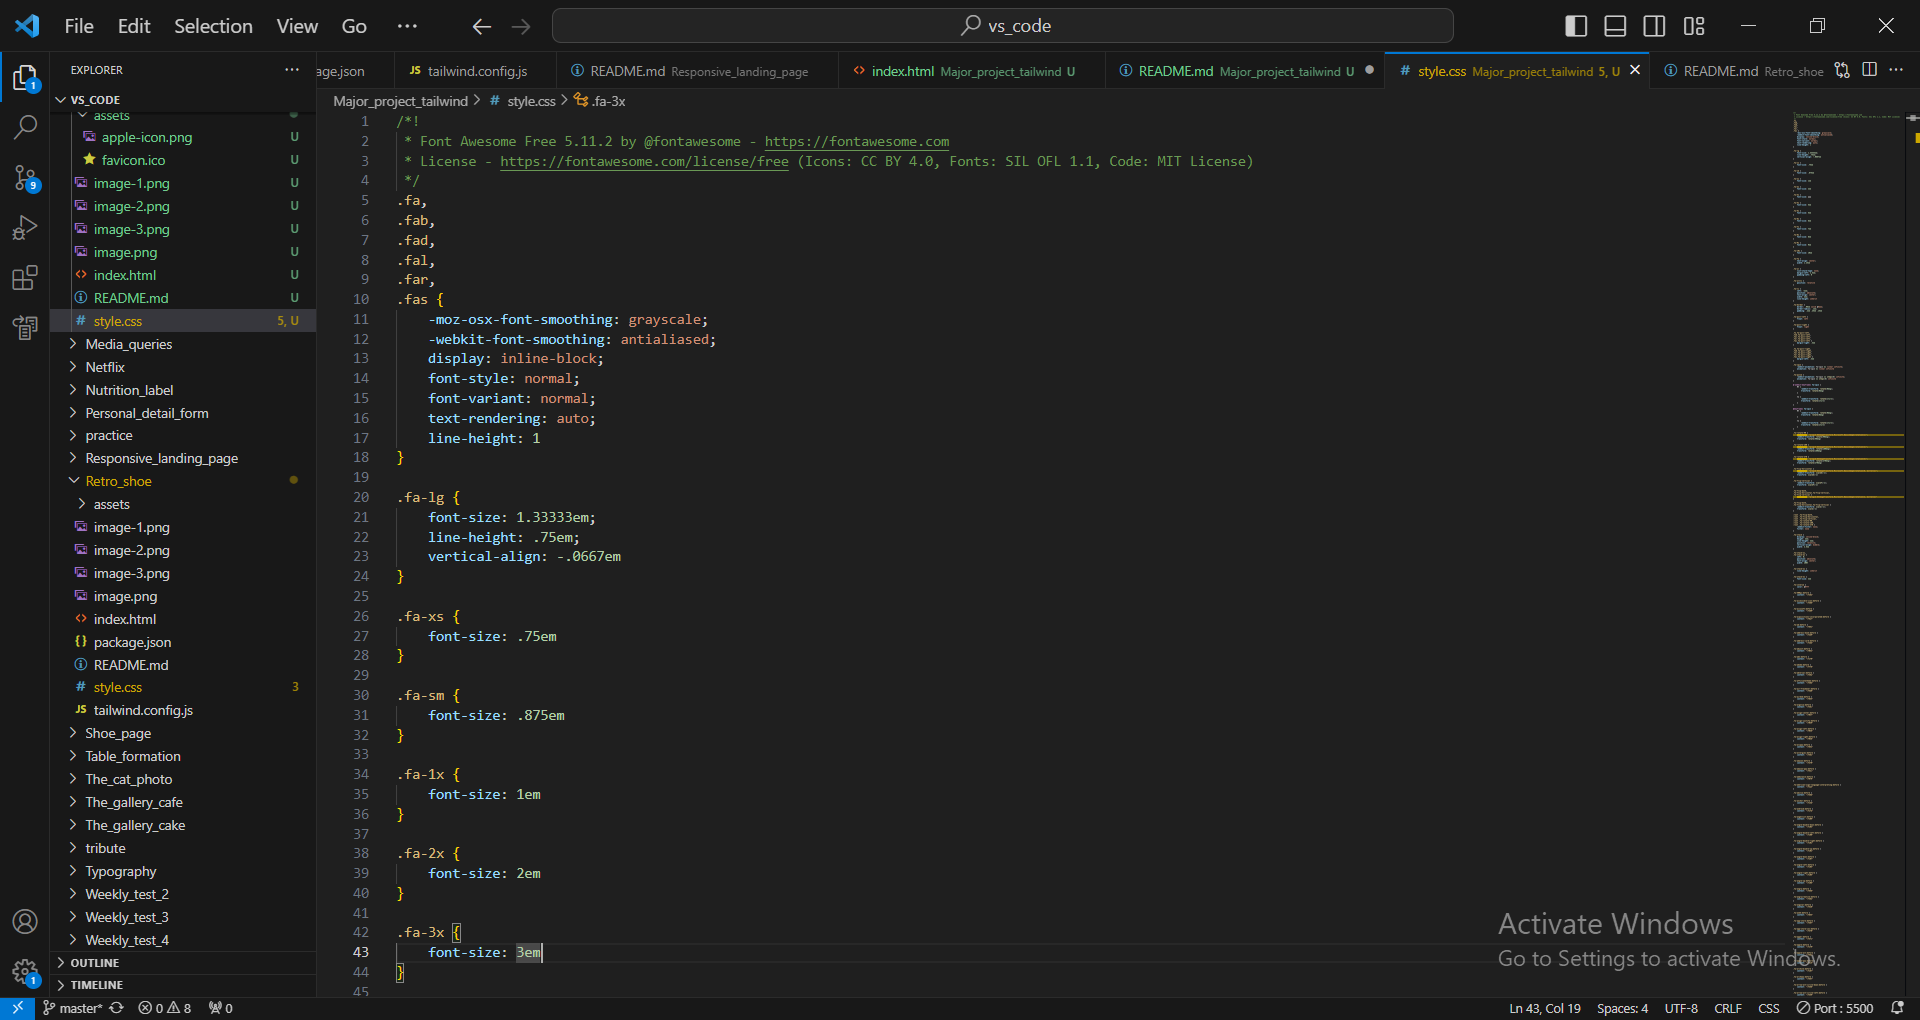 File Edit Selection View Go ··· vs_code
EXPLORER ···
VS_CODE
assets
apple-icon.png U
favicon.ico U
image-1.png U
image-2.png U
image-3.png U
image.png U
index.html U
README.md U
style.css 5, U
Media_queries
Netflix
Nutrition_label
Personal_detail_form
practice
Responsive_landing_page
Retro_shoe
assets
image-1.png
image-2.png
image-3.png
image.png
index.html
package.json
README.md
style.css 3
tailwind.config.js
Shoe_page
Table_formation
The_cat_photo
The_gallery_cafe
The_gallery_cake
tribute
Typography
Weekly_test_2
Weekly_test_3
Weekly_test_4
OUTLINE
TIMELINE
age.json JS tailwind.config.js README.md Responsive_landing_page index.html Major_project_tailwind U README.md Major_project_tailwind U # style.css Major_project_tailwind 5, U README.md Retro_shoe ···
Major_project_tailwind > # style.css > .fa-3x
1 /*!
2 * Font Awesome Free 5.11.2 by @fontawesome - https://fontawesome.com
3 * License - https://fontawesome.com/license/free (Icons: CC BY 4.0, Fonts: SIL OFL 1.1, Code: MIT License)
4 */
5 .fa,
6 .fab,
7 .fad,
8 .fal,
9 .far,
10 .fas {
11 -moz-osx-font-smoothing: grayscale;
12 -webkit-font-smoothing: antialiased;
13 display: inline-block;
14 font-style: normal;
15 font-variant: normal;
16 text-rendering: auto;
17 line-height: 1
18 }
19
20 .fa-lg {
21 font-size: 1.33333em;
22 line-height: .75em;
23 vertical-align: -.0667em
24 }
25
26 .fa-xs {
27 font-size: .75em
28 }
29
30 .fa-sm {
31 font-size: .875em
32 }
33
34 .fa-1x {
35 font-size: 1em
36 }
37
38 .fa-2x {
39 font-size: 2em
40 }
41
42 .fa-3x {
43 font-size: 3em
44 }
45
Activate Windows
Go to Settings to activate Windows.
1
9
1
master* 0 8 0 Ln 43, Col 19 Spaces: 4 UTF-8 CRLF CSS Port : 5500